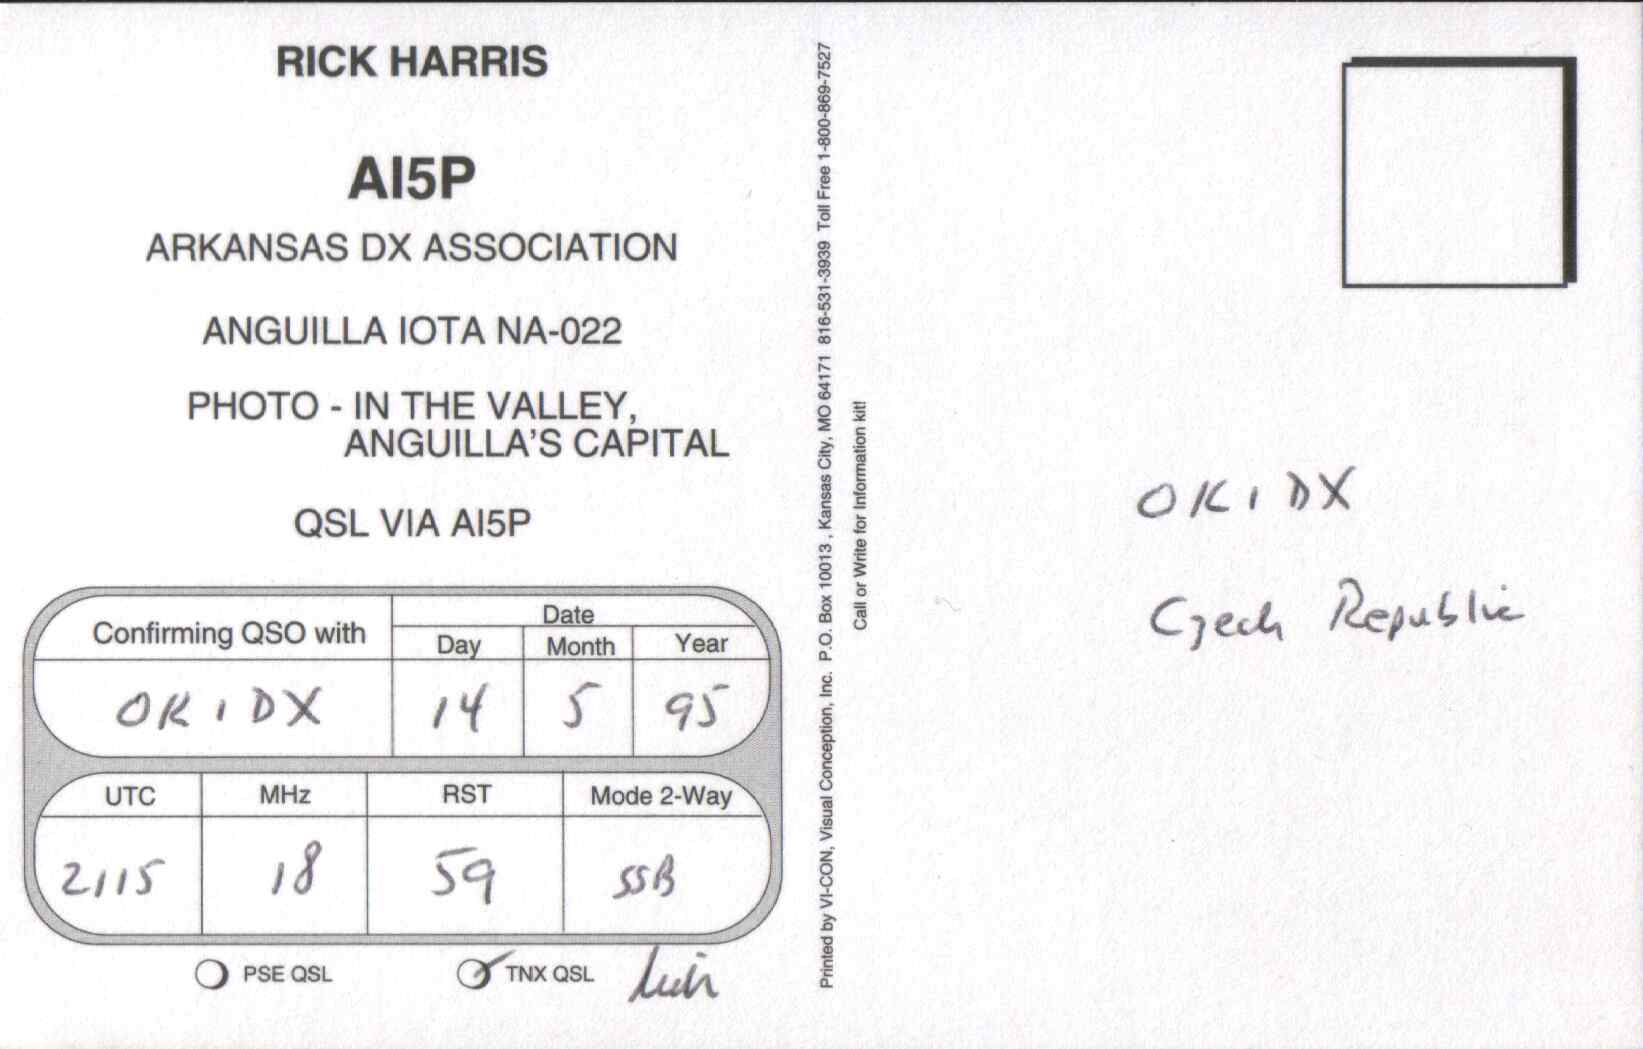 RICK HARRIS
AI5P
ARKANSAS DX ASSOCIATION
ANGUILLA IOTA NA-022
PHOTO - IN THE VALLEY,
ANGUILLA'S CAPITAL
QSL VIA AI5P
Confirming QSO with
Date
Day Month Year
OK1DX 14 5 95
UTC MHz RST Mode 2-Way
2115 18 59 SSB
PSE QSL TNX QSL
Printed by VI-CON, Visual Conception, Inc. P.O. Box 10013 , Kansas City, MO 64171 816-531-3939 Toll Free 1-800-869-7527
Call or Write for Information kit!
OK1DX
Czech Republic